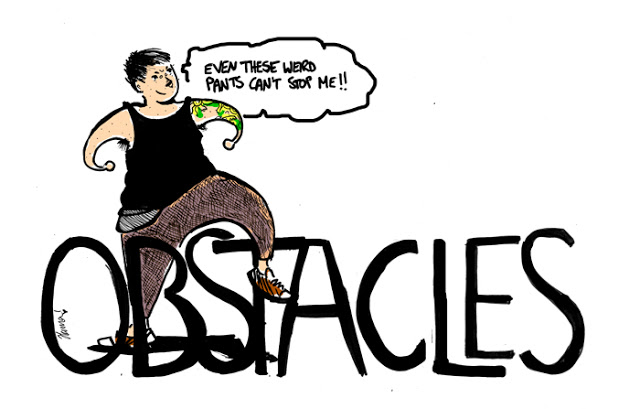 EVEN THESE WEIRD
PANTS CAN'T STOP ME!!
OBSTACLES